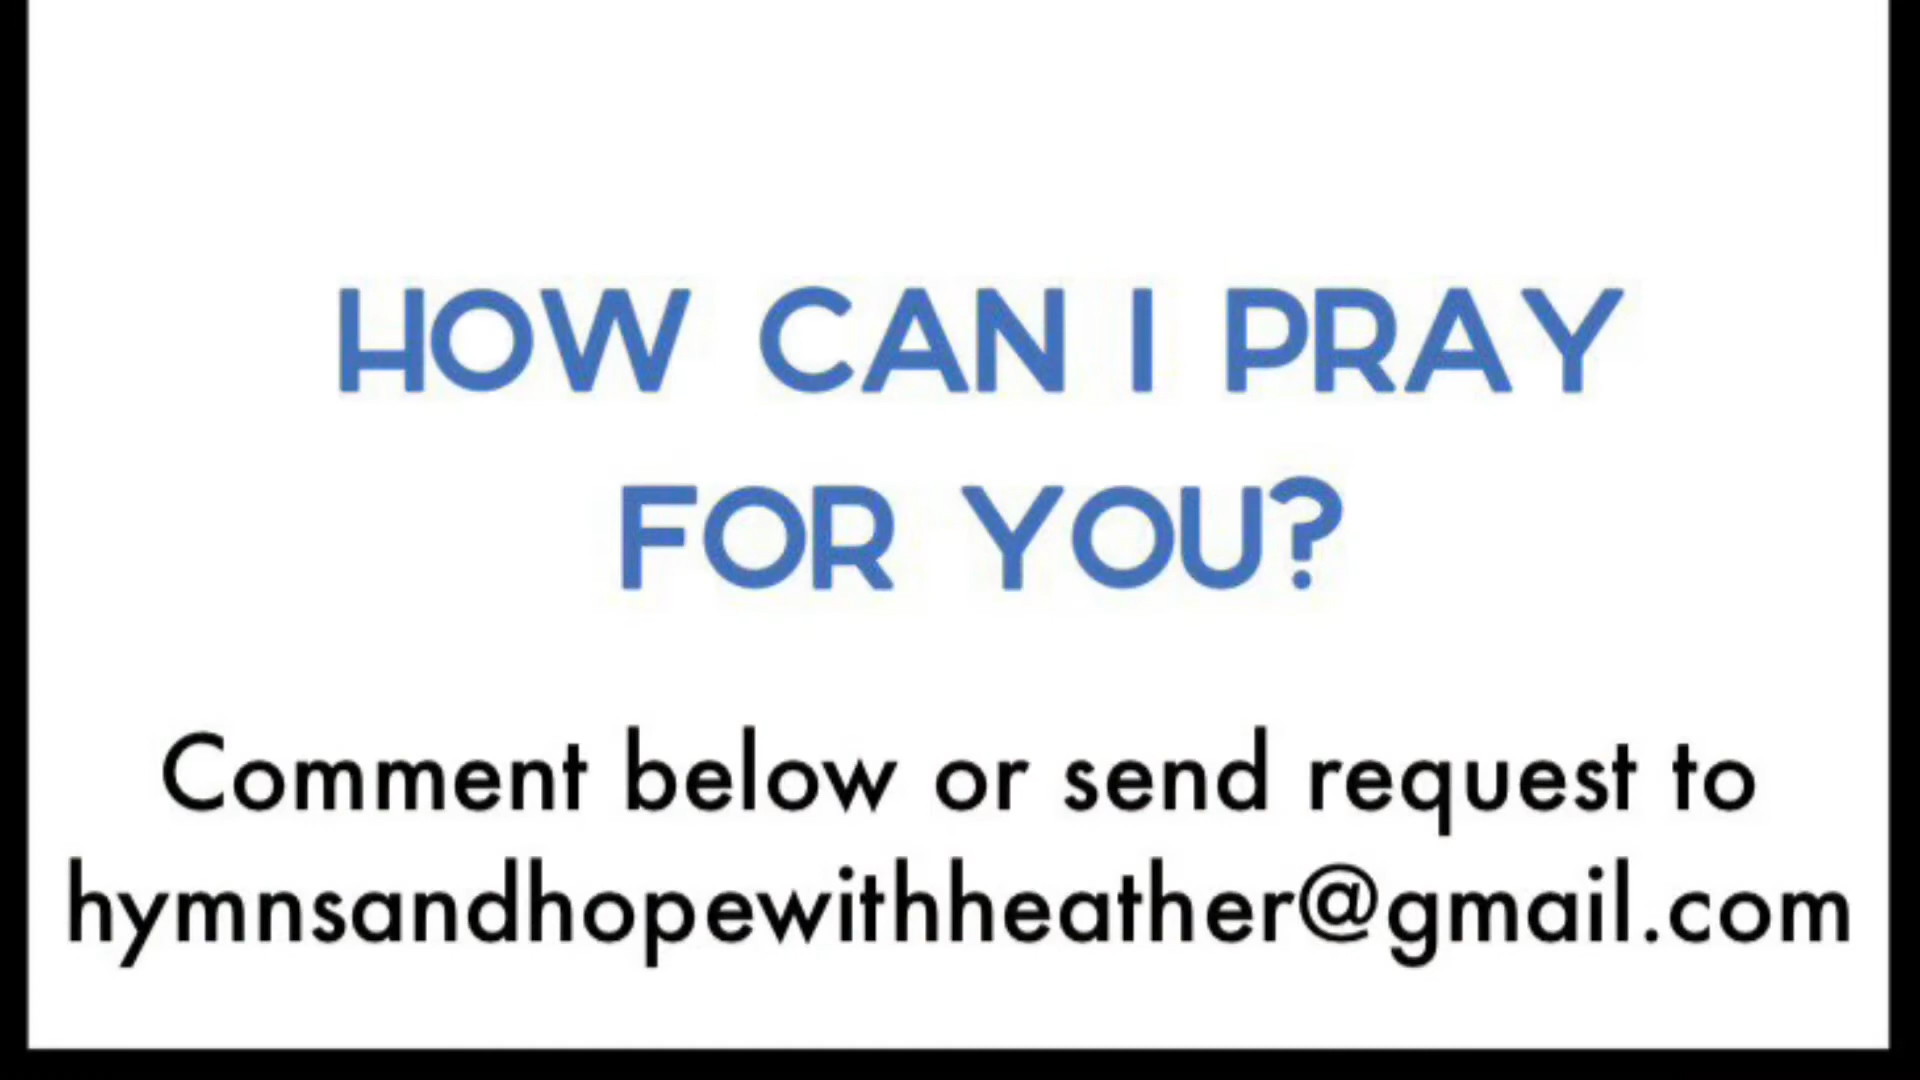 HOW CAN I PRAY
FOR YOU?
Comment below or send request to
hymnsandhopewithheather@gmail.com